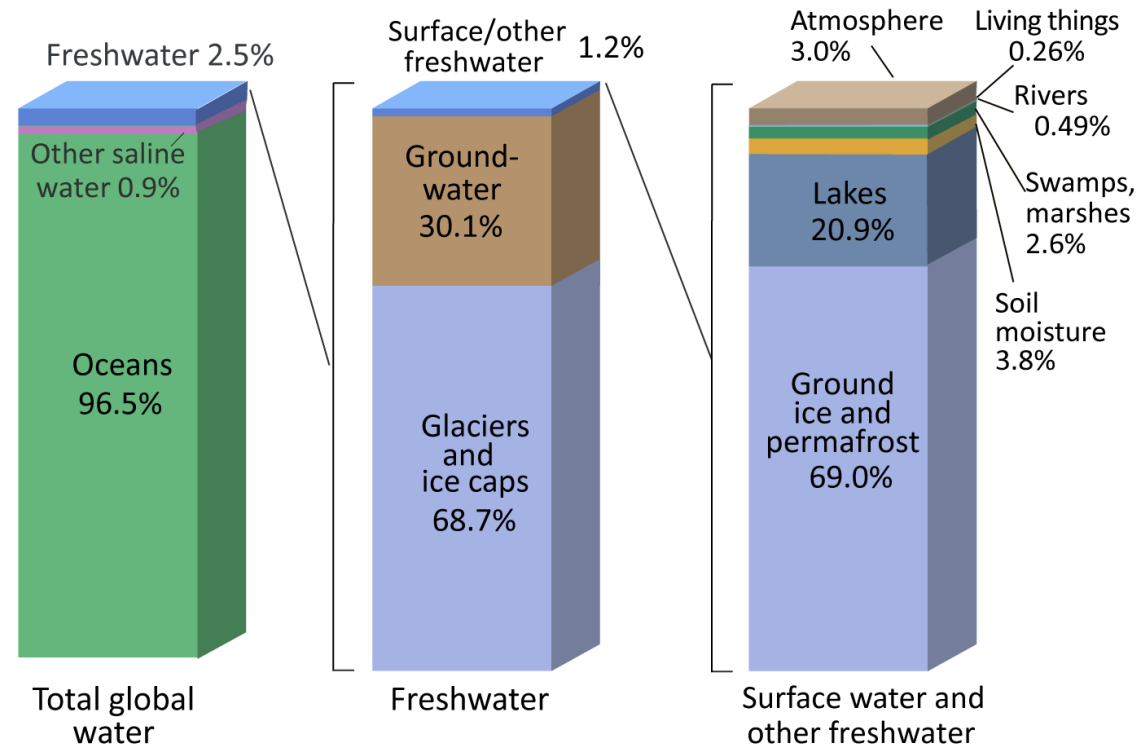 Freshwater 2.5%
Other saline
water 0.9%
Oceans
96.5%
Total global
water
Surface/other
freshwater
1.2%
Ground-
water
30.1%
Glaciers
and
ice caps
68.7%
Freshwater
Atmosphere
3.0%
Living things
0.26%
Rivers
0.49%
Swamps,
marshes
2.6%
Soil
moisture
3.8%
Lakes
20.9%
Ground
ice and
permafrost
69.0%
Surface water and
other freshwater